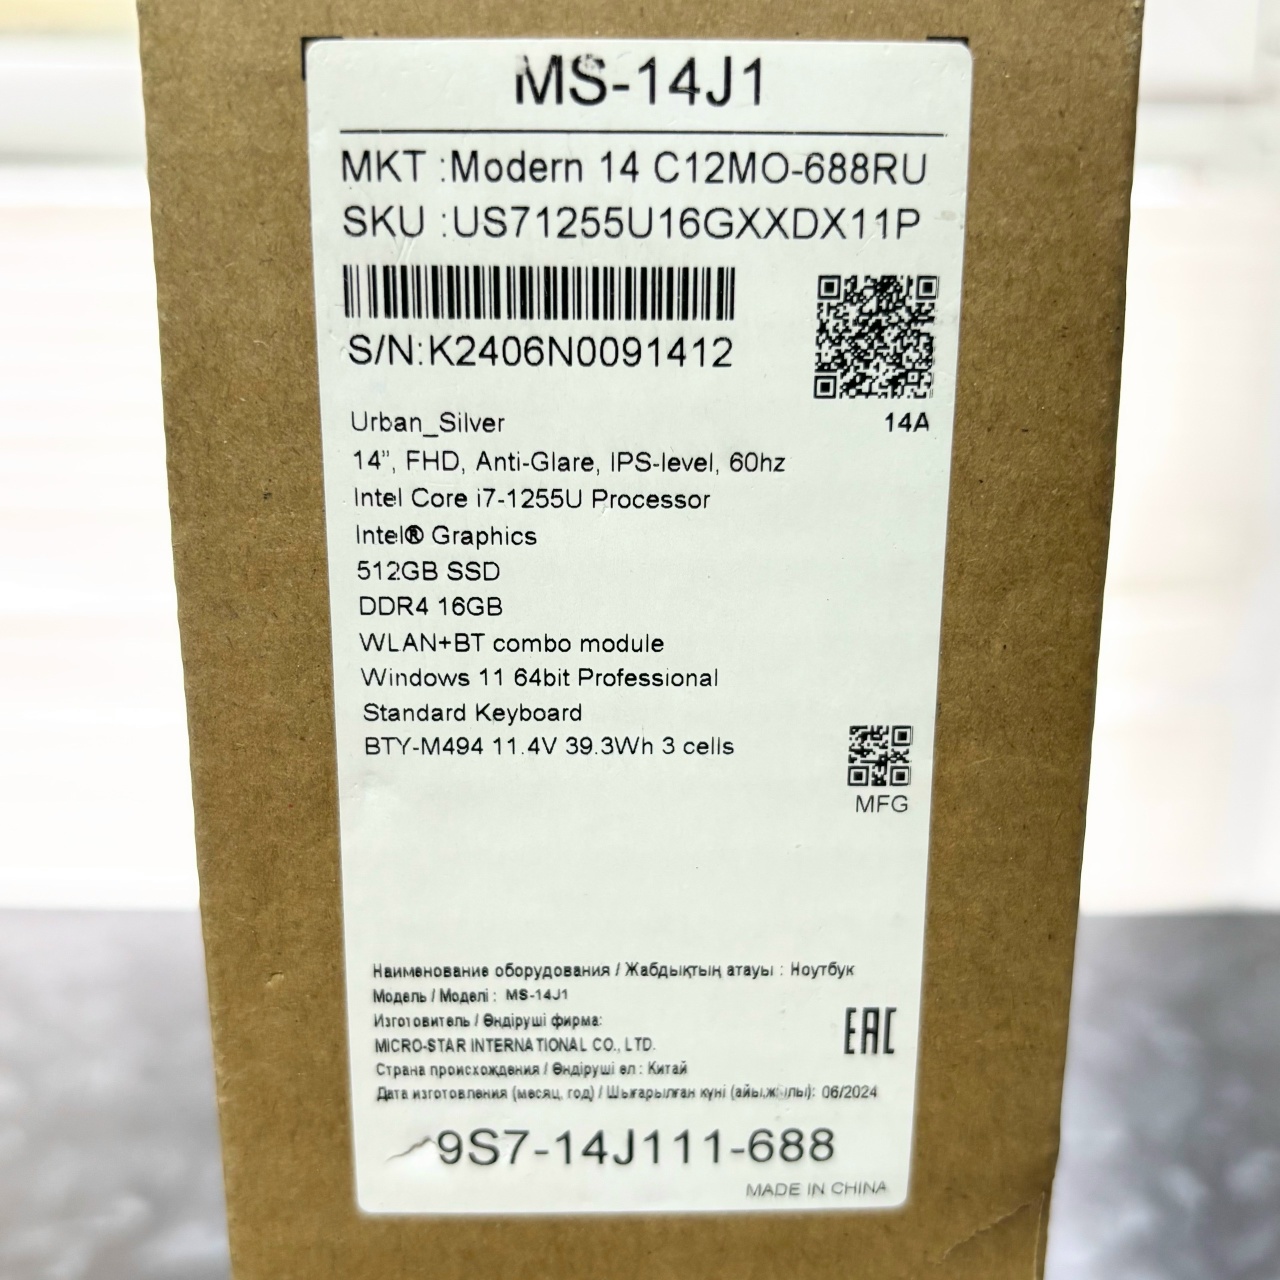 MS-14J1
MKT :Modern 14 C12MO-688RU
SKU :US71255U16GXXDX11P
S/N:K2406N0091412
14A
Urban_Silver
14”, FHD, Anti-Glare, IPS-level, 60hz
Intel Core i7-1255U Processor
Intel® Graphics
512GB SSD
DDR4 16GB
WLAN+BT combo module
Windows 11 64bit Professional
Standard Keyboard
BTY-M494 11.4V 39.3Wh 3 cells
MFG
Наименование оборудования / Жабдықтың атауы : Ноутбук
Модель / Моделі : MS-14J1
Изготовитель / Өндіруші фирма:
MICRO-STAR INTERNATIONAL CO., LTD.
EAC
Страна происхождения / Өндіруші ел : Китай
Дата изготовления (месяц, год) / Шығарылған күні (айы,жылы): 06/2024
9S7-14J111-688
MADE IN CHINA